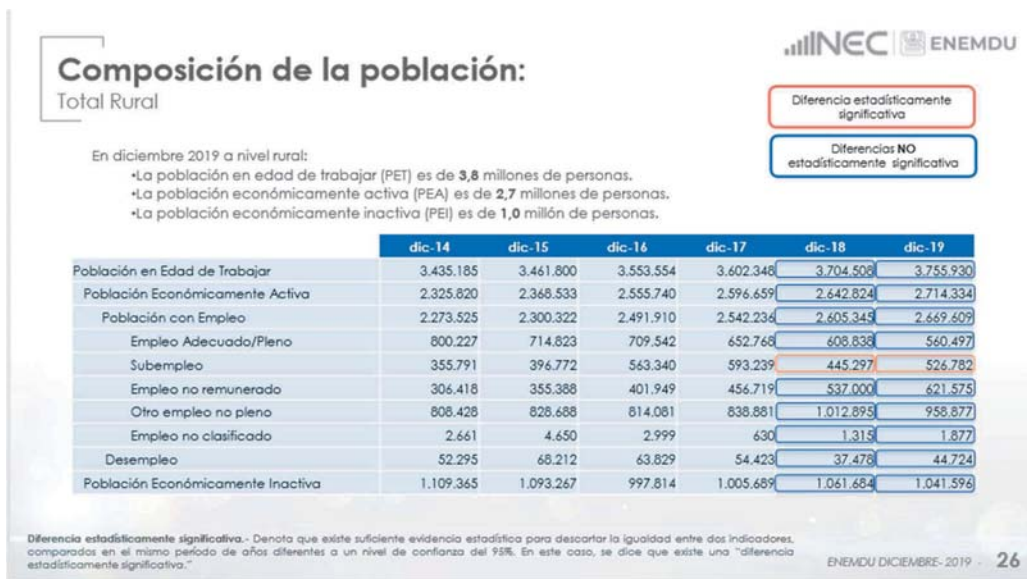 INEC ENEMDU
Composición de la población:
Total Rural
Diferencia estadísticamente
significativa
Diferencias NO
estadísticamente significativa
En diciembre 2019 a nivel rural:
•La población en edad de trabajar (PET) es de 3,8 millones de personas.
•La población económicamente activa (PEA) es de 2,7 millones de personas.
•La población económicamente inactiva (PEI) es de 1,0 millón de personas.
dic-14 dic-15 dic-16 dic-17 dic-18 dic-19
Población en Edad de Trabajar 3.435.185 3.461.800 3.553.554 3.602.348 3.704.508 3.755.930
Población Económicamente Activa 2.325.820 2.368.533 2.555.740 2.596.659 2.642.824 2.714.334
Población con Empleo 2.273.525 2.300.322 2.491.910 2.542.236 2.605.345 2.669.609
Empleo Adecuado/Pleno 800.227 714.823 709.542 652.768 608.838 560.497
Subempleo 355.791 396.772 563.340 593.239 445.297 526.782
Empleo no remunerado 306.418 355.388 401.949 456.719 537.000 621.575
Otro empleo no pleno 808.428 828.688 814.081 838.881 1.012.895 958.877
Empleo no clasificado 2.661 4.650 2.999 630 1.315 1.877
Desempleo 52.295 68.212 63.829 54.423 37.478 44.724
Población Económicamente Inactiva 1.109.365 1.093.267 997.814 1.005.689 1.061.684 1.041.596
Diferencia estadísticamente significativa.- Denota que existe suficiente evidencia estadística para descartar la igualdad entre dos indicadores,
comparados en el mismo período de años diferentes a un nivel de confianza del 95%. En este caso, se dice que existe una "diferencia
estadísticamente significativa."
ENEMDU DICIEMBRE- 2019 - 26